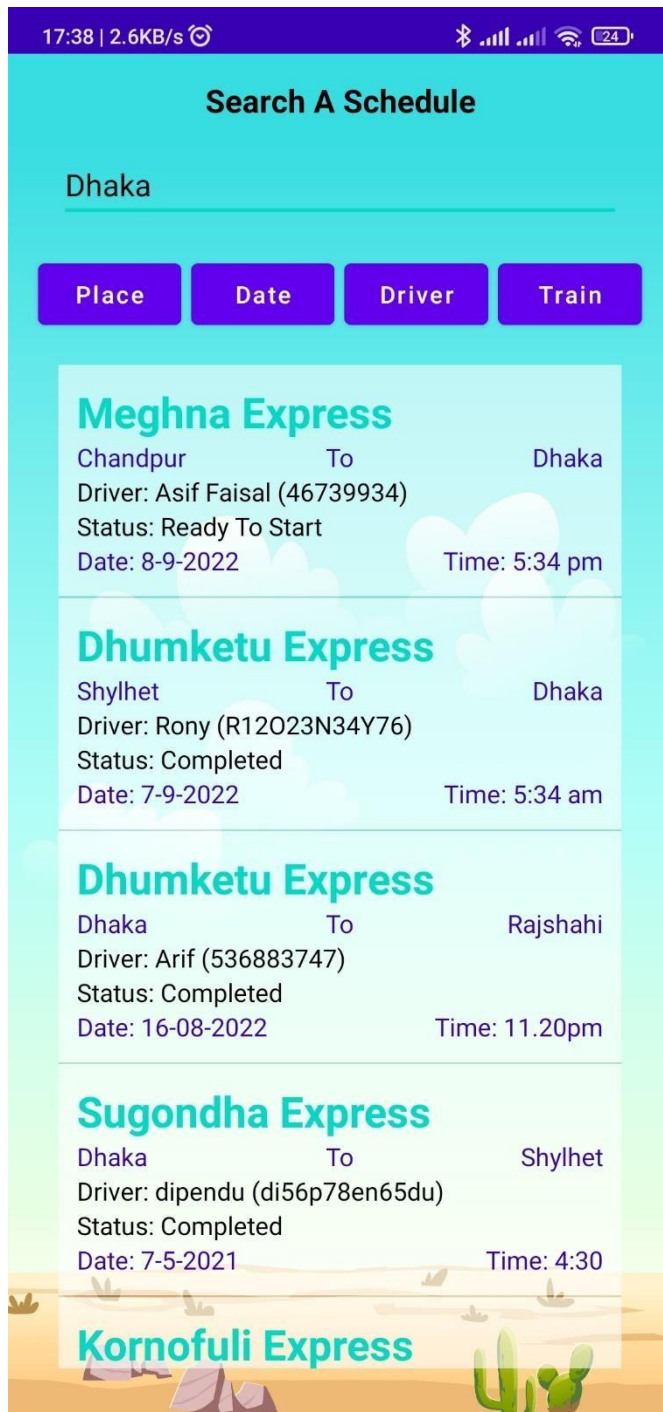 17:38 | 2.6KB/s 24
Search A Schedule
Dhaka
Place Date Driver Train
Meghna Express
Chandpur To Dhaka
Driver: Asif Faisal (46739934)
Status: Ready To Start
Date: 8-9-2022 Time: 5:34 pm
Dhumketu Express
Shylhet To Dhaka
Driver: Rony (R12O23N34Y76)
Status: Completed
Date: 7-9-2022 Time: 5:34 am
Dhumketu Express
Dhaka To Rajshahi
Driver: Arif (536883747)
Status: Completed
Date: 16-08-2022 Time: 11.20pm
Sugondha Express
Dhaka To Shylhet
Driver: dipendu (di56p78en65du)
Status: Completed
Date: 7-5-2021 Time: 4:30
Kornofuli Express